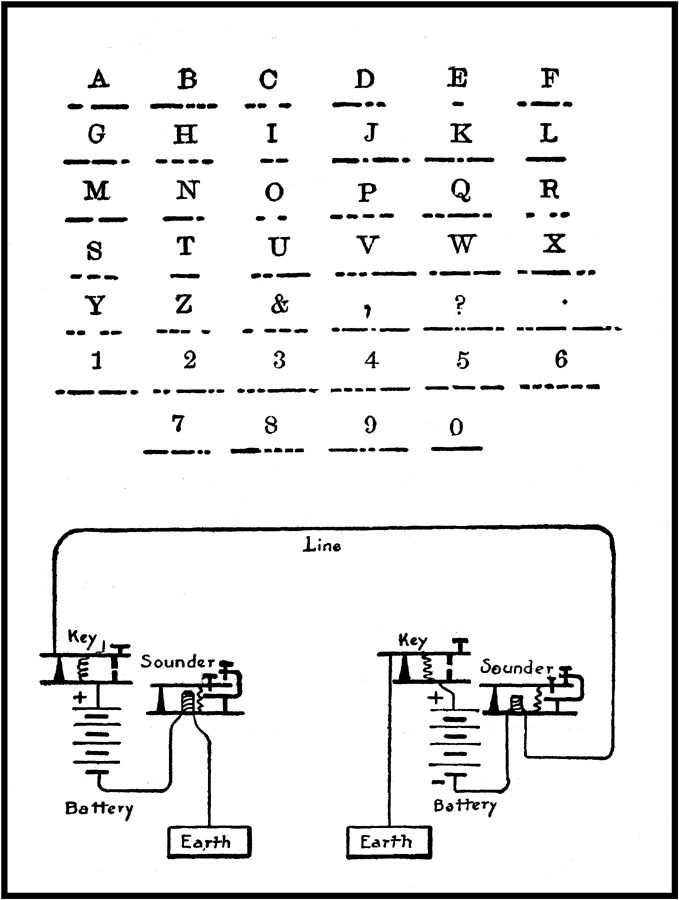 A B C D E F
G H I J K L
M N O P Q R
S T U V W X
Y Z & , ? .
1 2 3 4 5 6
7 8 9 0
Line
Key
Sounder
Key
Sounder
+
+
-
Battery
Battery
Earth
Earth